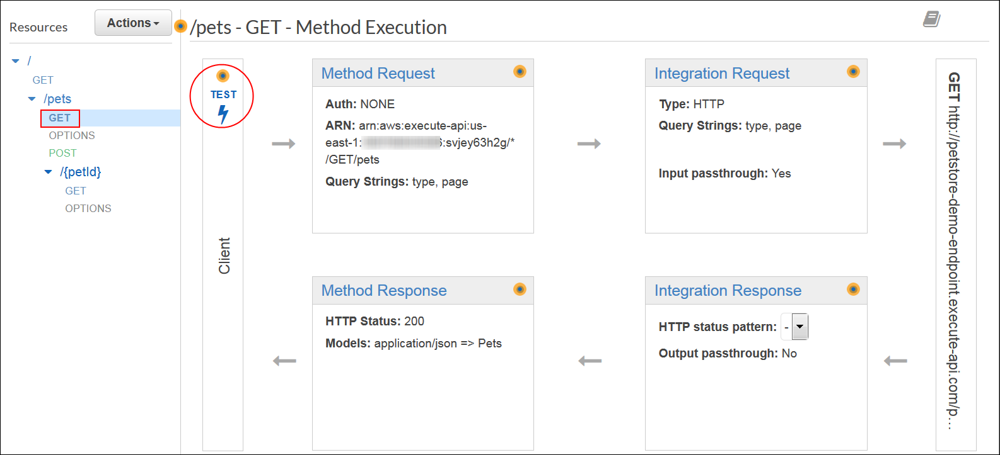 Resources
Actions
/pets - GET - Method Execution
/
GET
/pets
GET
OPTIONS
POST
/{petId}
GET
OPTIONS
TEST
Client
Method Request
Auth: NONE
ARN: arn:aws:execute-api:us-
east-1: :svjey63h2g/*
/GET/pets
Query Strings: type, page
Integration Request
Type: HTTP
Query Strings: type, page
Input passthrough: Yes
GET http://petstore-demo-endpoint.execute-api.com/p...
Method Response
HTTP Status: 200
Models: application/json => Pets
Integration Response
HTTP status pattern: -
Output passthrough: No